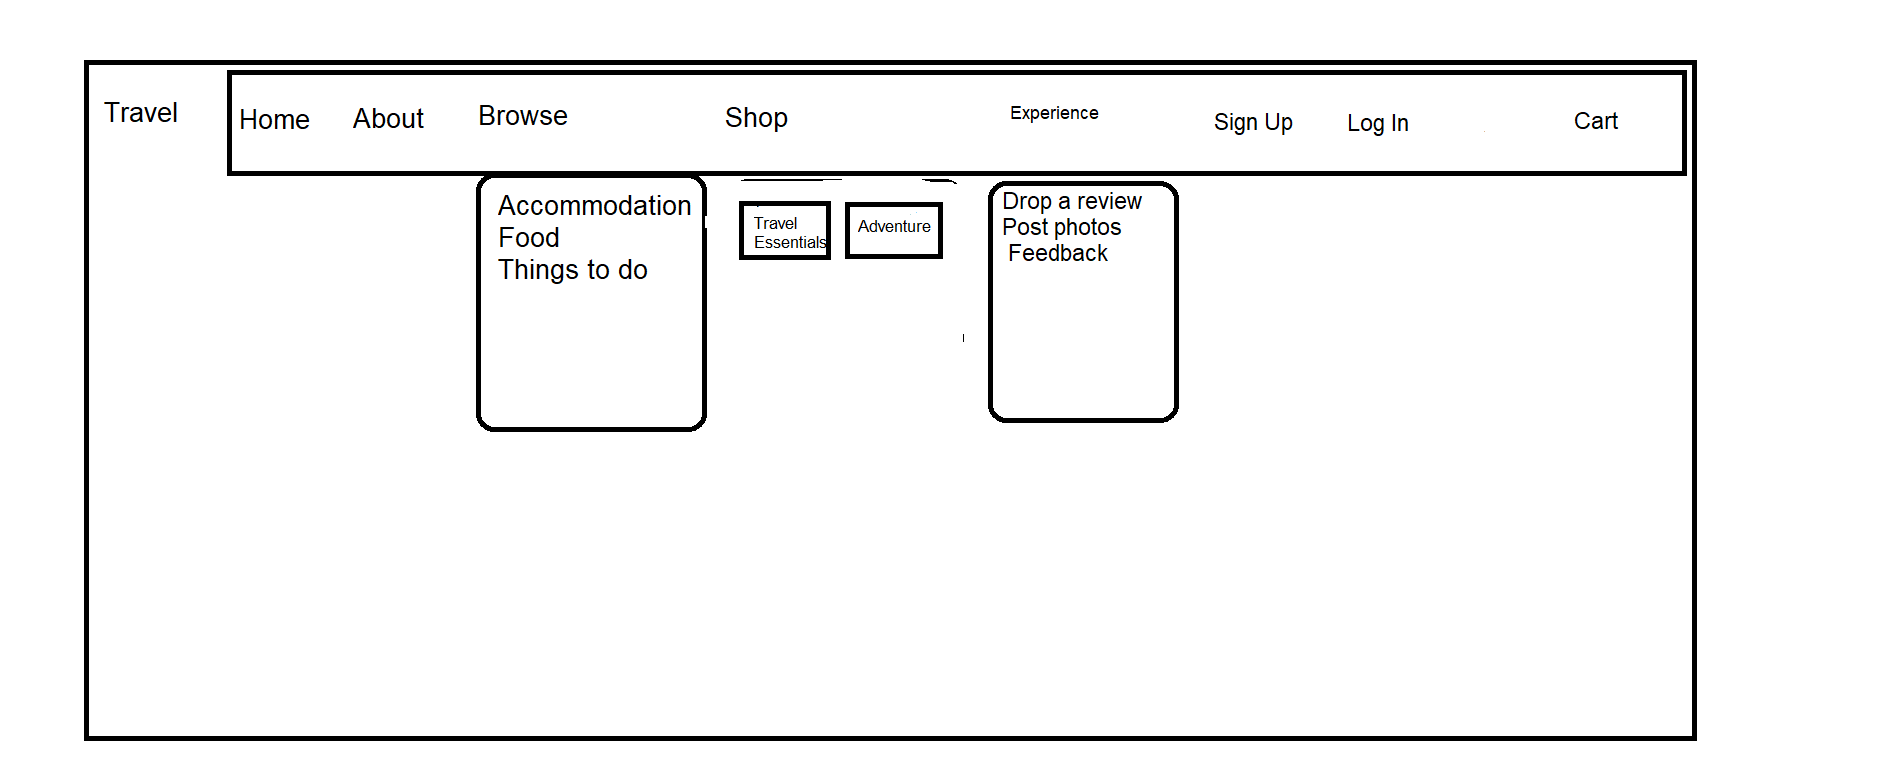 Travel
Home
About
Browse
Shop
Experience
Sign Up
Log In
Cart
Accommodation
Food
Things to do
Travel
Essentials
Adventure
Drop a review
Post photos
Feedback